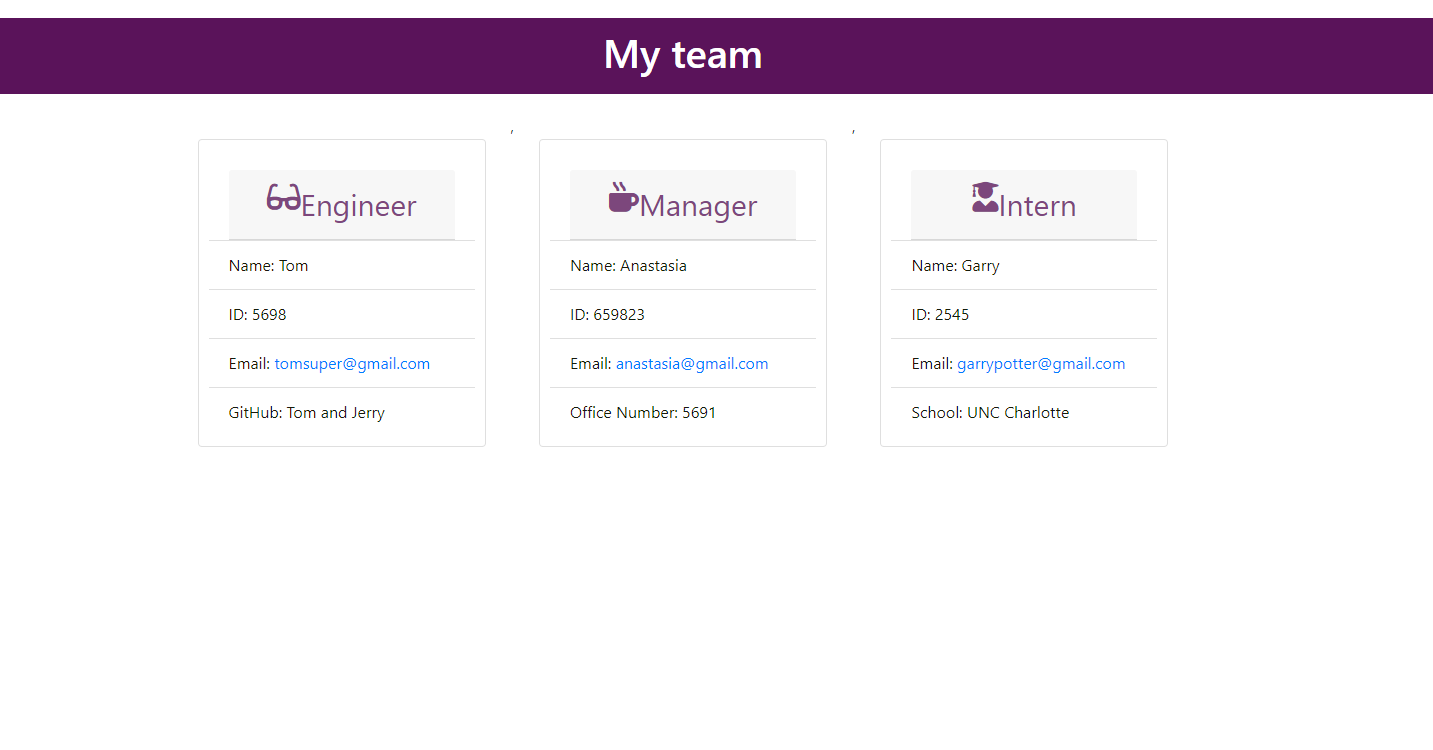 My team
, ,
Engineer
Name: Tom
ID: 5698
Email: tomsuper@gmail.com
GitHub: Tom and Jerry
Manager
Name: Anastasia
ID: 659823
Email: anastasia@gmail.com
Office Number: 5691
Intern
Name: Garry
ID: 2545
Email: garrypotter@gmail.com
School: UNC Charlotte